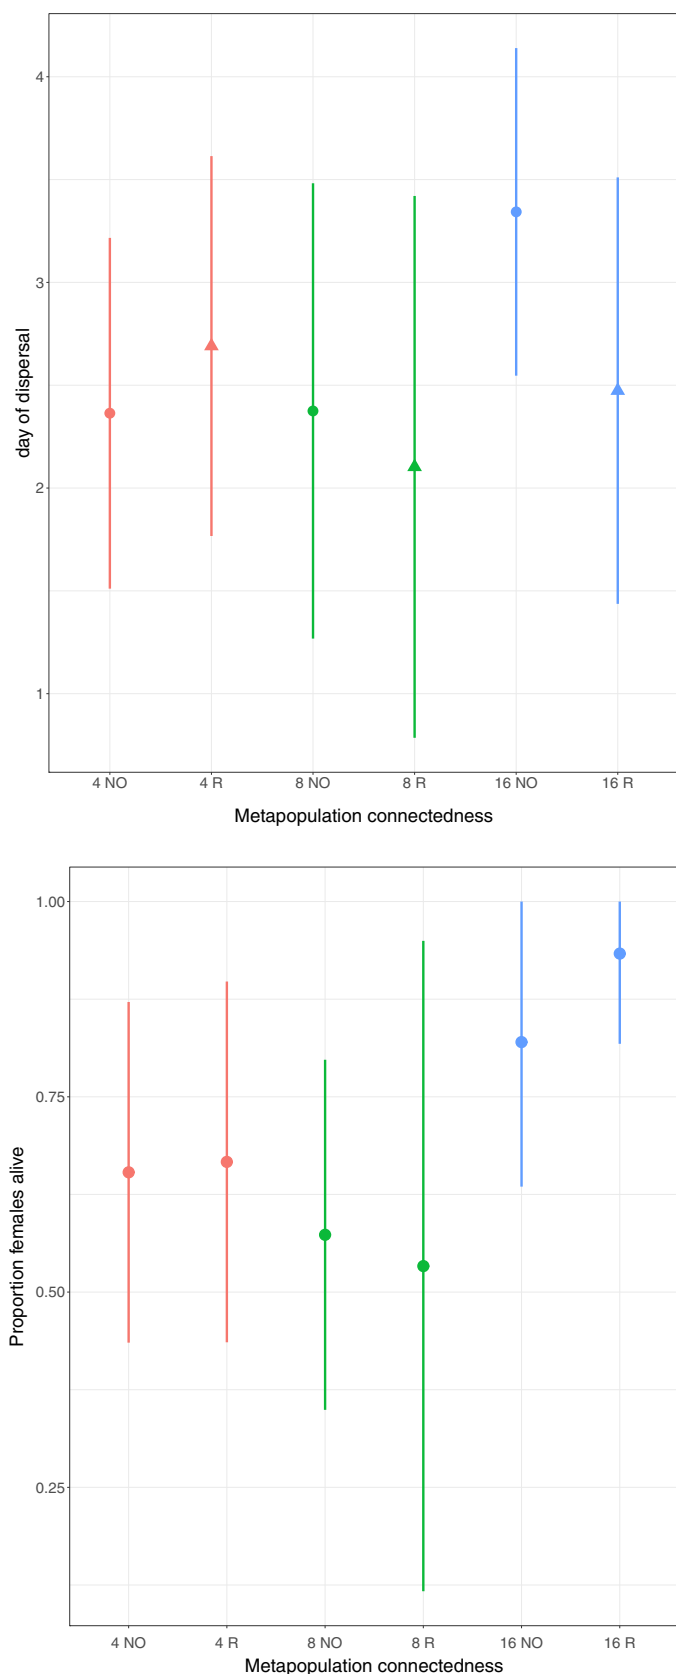 4
3
2
1
day of dispersal
4 NO 4 R 8 NO 8 R 16 NO 16 R
Metapopulation connectedness
1.00
0.75
0.50
0.25
Proportion females alive
4 NO 4 R 8 NO 8 R 16 NO 16 R
Metapopulation connectedness